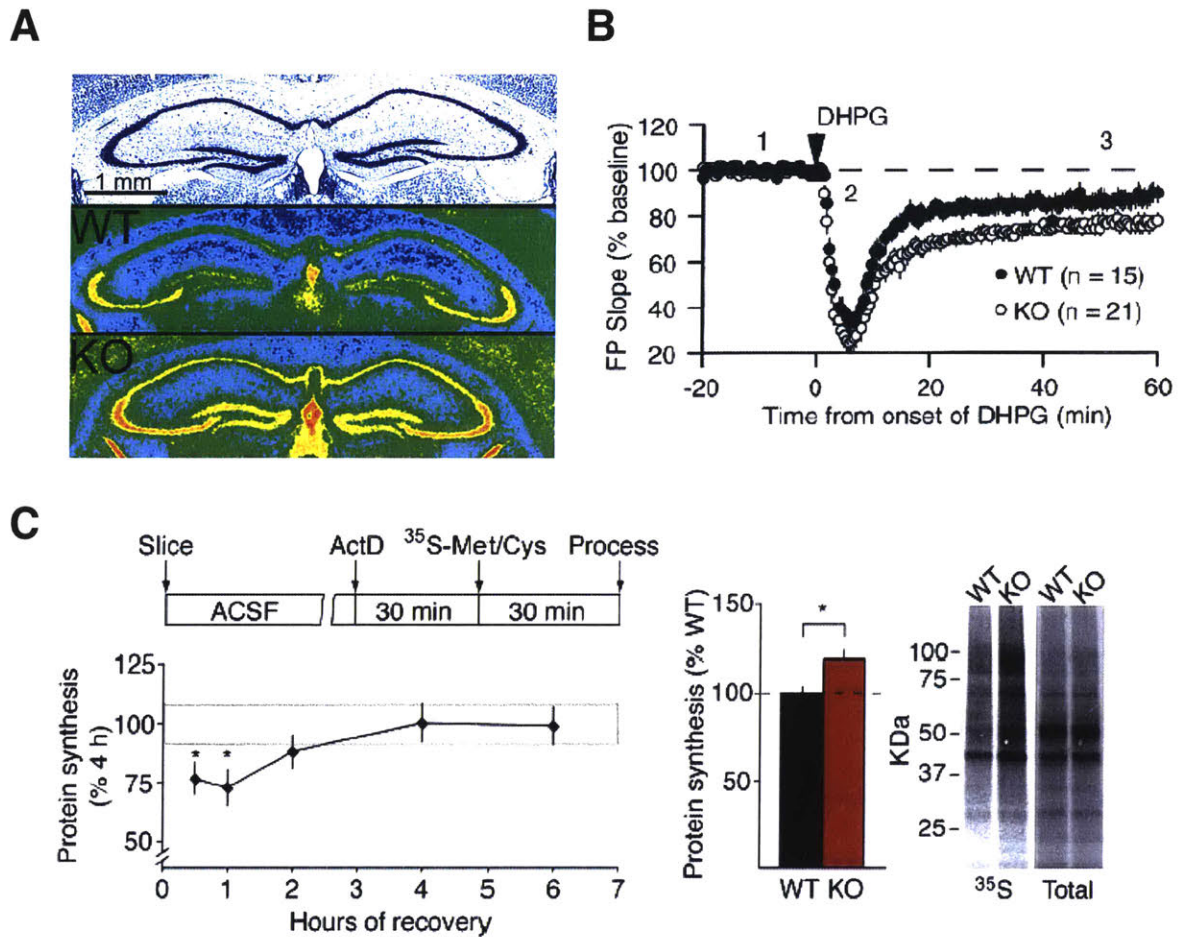 A
1 mm
WT
KO
B
DHPG
1
2
3
120
100
80
60
40
20
FP Slope (% baseline)
WT (n = 15)
KO (n = 21)
-20
0
20
40
60
Time from onset of DHPG (min)
C
Slice
ActD
35S-Met/Cys
Process
ACSF
30 min
30 min
125
100
75
50
Protein synthesis
(% 4 h)
* *
0 1 2 3 4 5 6 7
Hours of recovery
150
100
50
Protein synthesis (% WT)
*
WT KO
WT KO WT KO
100-
75-
50-
37-
25-
KDa
35S Total